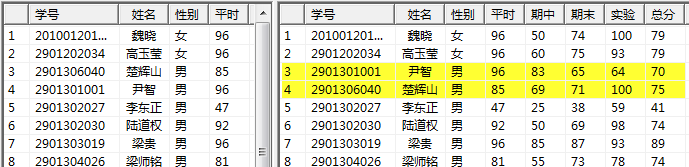 学号 姓名 性别 平时
1 201001201... 魏晓 女 96
2 2901202034 高玉莹 女 96
3 2901306040 楚辉山 男 85
4 2901301001 尹智 男 96
5 2901302027 李东正 男 47
6 2901302030 陆道权 男 92
7 2901303019 梁贵 男 96
8 2901304026 梁师铭 男 81
学号 姓名 性别 平时 期中 期末 实验 总分
1 201001201... 魏晓 女 96 50 74 100 79
2 2901202034 高玉莹 女 96 60 75 93 79
3 2901301001 尹智 男 96 83 65 64 70
4 2901306040 楚辉山 男 85 69 71 100 75
5 2901302027 李东正 男 47 25 38 59 41
6 2901302030 陆道权 男 92 50 69 98 74
7 2901303019 梁贵 男 96 85 87 93 89
8 2901304026 梁师铭 男 81 55 73 78 74